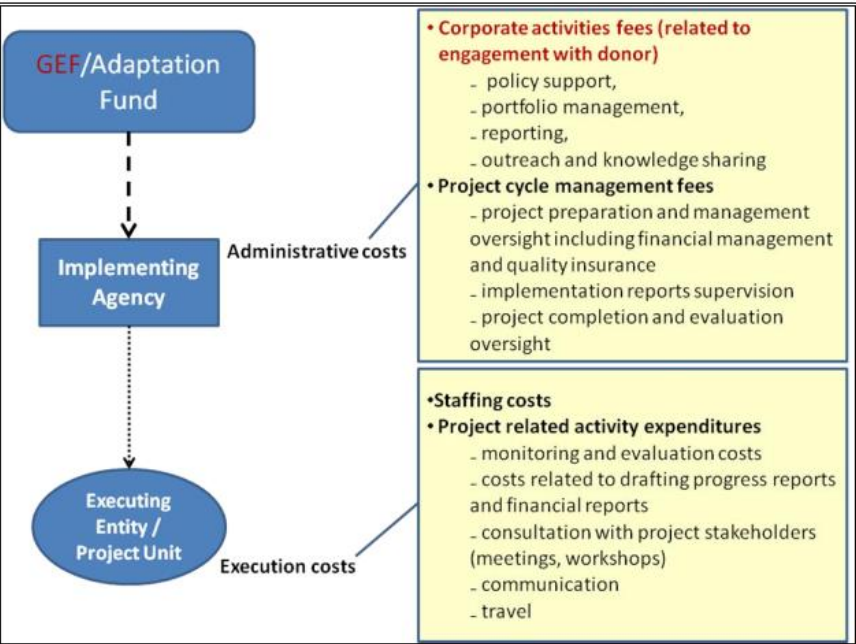 GEF/Adaptation
Fund
Implementing
Agency
Executing
Entity /
Project Unit
Administrative costs
Execution costs
• Corporate activities fees (related to
engagement with donor)
- policy support,
- portfolio management,
- reporting,
- outreach and knowledge sharing
• Project cycle management fees
- project preparation and management
oversight including financial management
and quality insurance
- implementation reports supervision
- project completion and evaluation
oversight
•Staffing costs
• Project related activity expenditures
- monitoring and evaluation costs
- costs related to drafting progress reports
and financial reports
- consultation with project stakeholders
(meetings, workshops)
- communication
- travel